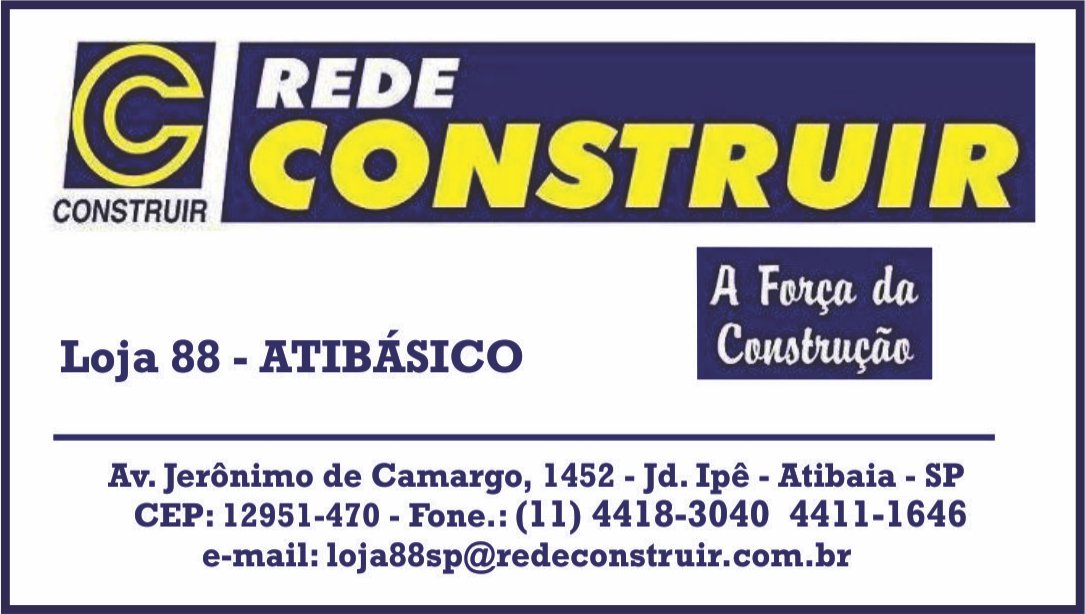 CONSTRUIR
REDE
CONSTRUIR
A Força da
Construção
Loja 88 - ATIBÁSICO
Av. Jerônimo de Camargo, 1452 - Jd. Ipê - Atibaia - SP
CEP: 12951-470 - Fone.: (11) 4418-3040 4411-1646
e-mail: loja88sp@redeconstruir.com.br